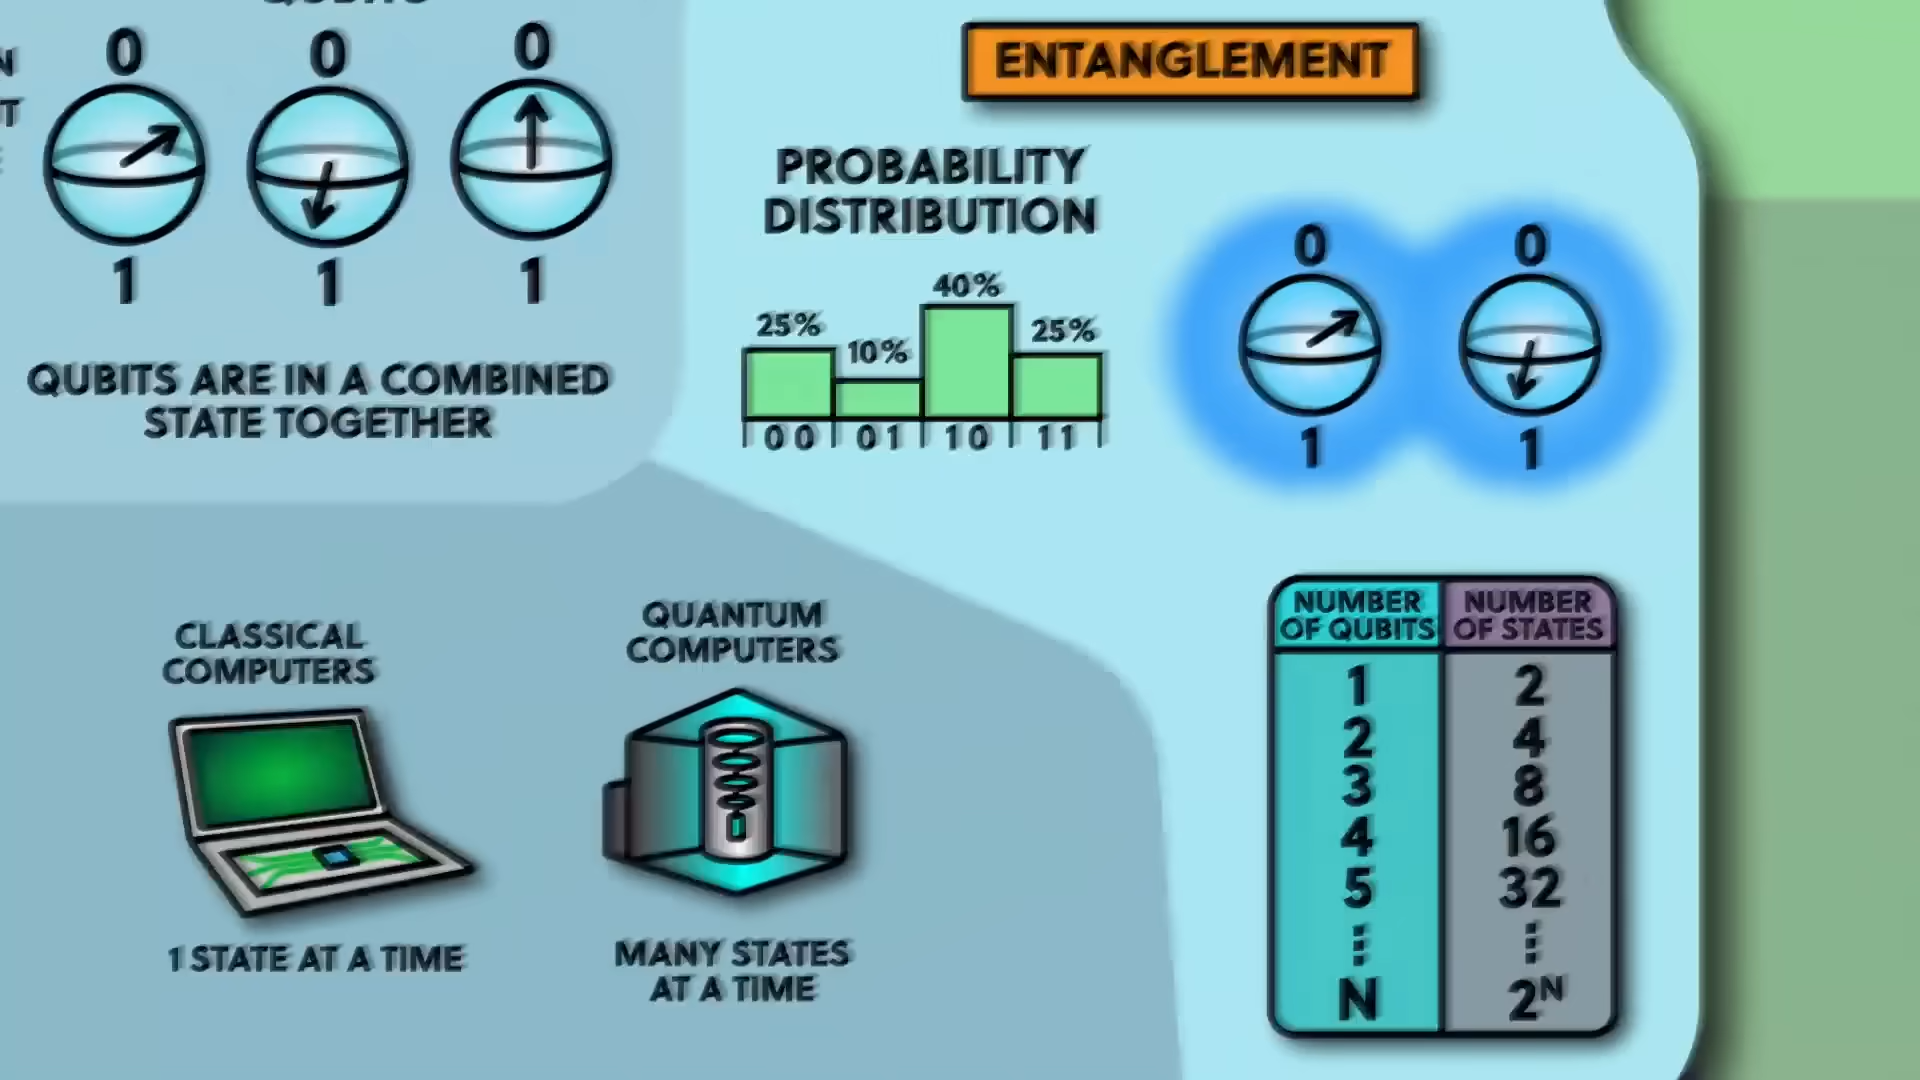 QUBITS
0 0 0
1 1 1
QUBITS ARE IN A COMBINED
STATE TOGETHER
ENTANGLEMENT
PROBABILITY
DISTRIBUTION
25% 10% 40% 25%
00 01 10 11
0 0
1 1
CLASSICAL
COMPUTERS
1 STATE AT A TIME
QUANTUM
COMPUTERS
MANY STATES
AT A TIME
NUMBER
OF QUBITS
NUMBER
OF STATES
1 2
2 4
3 8
4 16
5 32
⋮ ⋮
N 2ᴺ